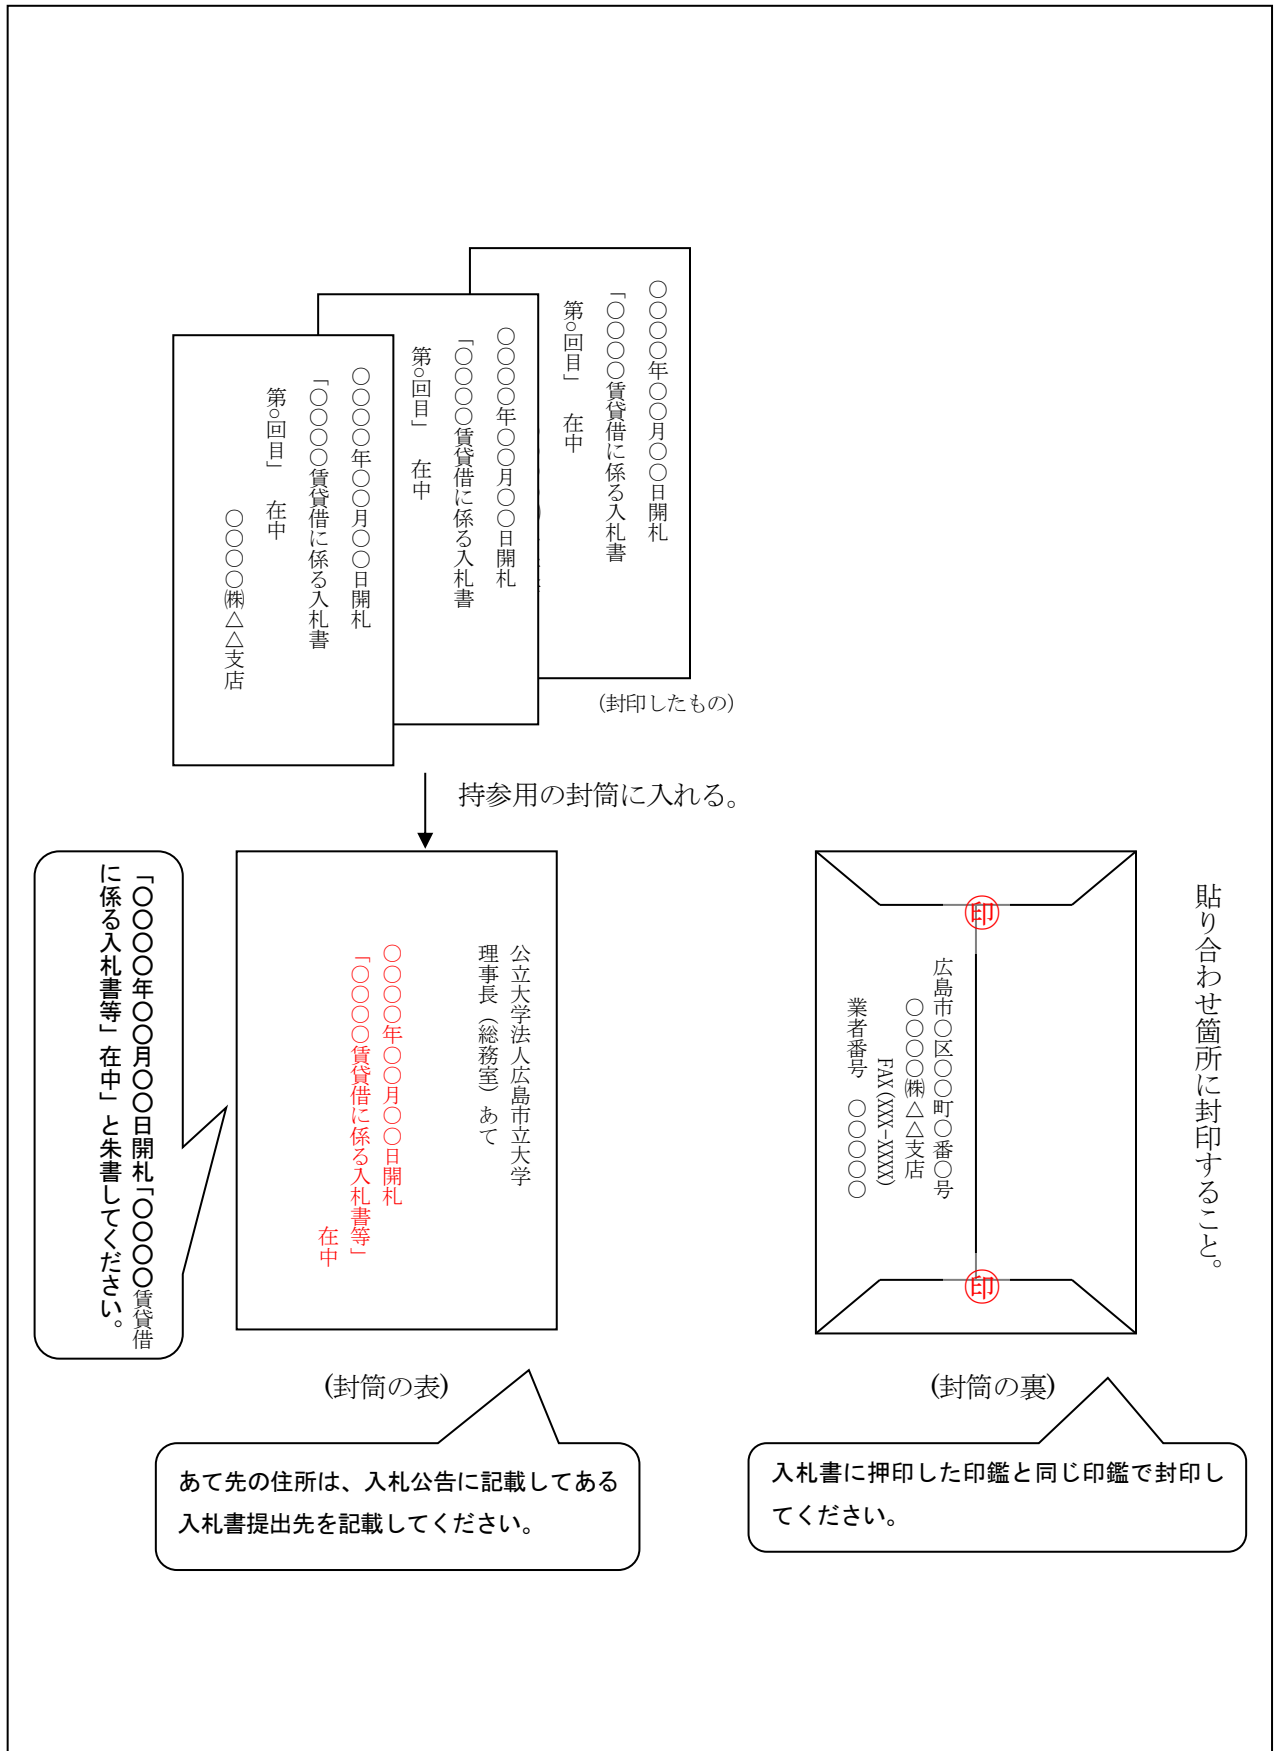 ○○○○年○○月○○日開札
「○○○○賃貸借に係る入札書
第○回目」 在中
○○○○年○○月○○日開札
「○○○○賃貸借に係る入札書
第○回目」 在中
○○○○年○○月○○日開札
「○○○○賃貸借に係る入札書
第○回目」 在中
○○○○㈱△△支店
(封印したもの)
持参用の封筒に入れる。
貼り合わせ箇所に封印すること。
印
広島市○区○○町○番○号
○○○○㈱△△支店
FAX(XXX-XXXX)
業者番号 ○○○○○
印
(封筒の裏)
入札書に押印した印鑑と同じ印鑑で封印し
てください。
公立大学法人広島市立大学
理事長（総務室）あて
○○○○年○○月○○日開札
「○○○○賃貸借に係る入札書等」
在中
(封筒の表)
「○○○○年○○月○○日開札「○○○○賃貸借
に係る入札書等」在中」と朱書してください。
あて先の住所は、入札公告に記載してある
入札書提出先を記載してください。